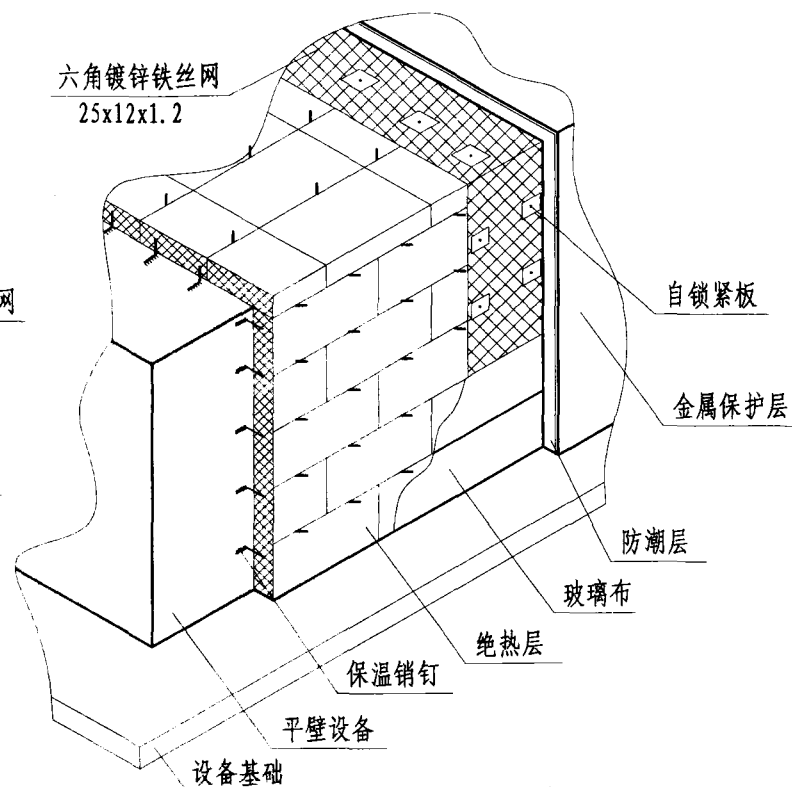 六角镀锌铁丝网
25x12x1.2
网
自锁紧板
金属保护层
防潮层
玻璃布
绝热层
保温销钉
平壁设备
设备基础